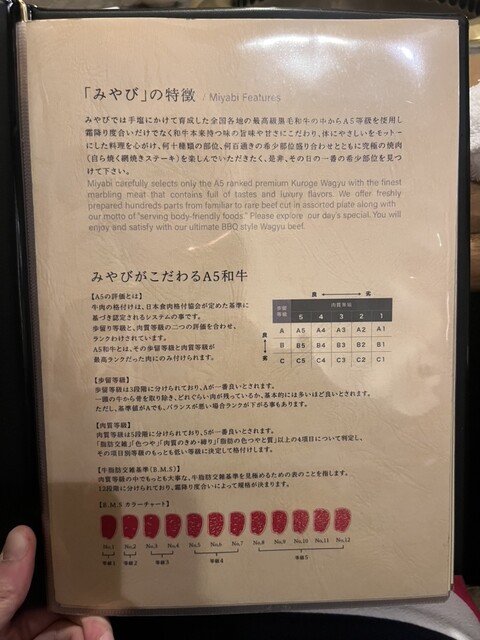 「みやび」の特徴 / Miyabi Features
みやびでは手塩にかけて育成した全国各地の最高級黒毛和牛の中からA5等級を使用し
霜降り度合いだけでなく和牛本来持つ味の旨味や甘さにこだわり、体にやさしいをモットー
にした料理を心がけ、何十種類の部位、何百通きの希少部位盛り合わせとともに究極の焼肉
(自ら焼く網焼きステーキ)を楽しんでいただきたく、是非、その日の一番の希少部位を見つ
けて下さい。
Miyabi carefully selects only the A5 ranked premium Kuroge Wagyu with the finest
marbling meat that contains full of tastes and luxury flavors. We offer freshly
prepared hundreds parts from familiar to rare beef cut in assorted plate along with
our motto of "serving body-friendly foods." Please explore our day's special. You will
enjoy and satisfy with our ultimate BBQ style Wagyu beef.
みやびがこだわるA5和牛
【A5の評価とは】
牛肉の格付けは、日本食肉格付協会が定めた基準に
基づき認定されるシステムの事です。
歩留り等級と、肉質等級の二つの評価を合わせ、
ランクわけされています。
A5和牛とは、その歩留等級と肉質等級が
最高ランクだった肉にのみ付けれます。
良 ↔ 劣
歩留等級 肉質等級
5 4 3 2 1
A A5 A4 A3 A2 A1
B B5 B4 B3 B2 B1
C C5 C4 C3 C2 C1
良
劣
【歩留等級】
歩留等級は3段階に分けられており、Aが一番良いとされます。
一頭の牛から骨を取り除き、どれぐらい肉が残っているか、基本的には多いほど良いとされます。
ただし、基準値がAでも、バランスが悪い場合ランクが下がる事もあります。
【肉質等級】
肉質等級は5段階に分けられており、5が一番良いとされます。
「脂肪交雑」「色つや」「肉質のきめ・締り」「脂肪の色つやと質」以上の4項目について判定し、
その項目別等級のもっとも低い等級に決定して格付けします。
【牛脂肪交雑基準(B.M.S)】
肉質等級の中でもっとも大事な、牛脂肪交雑基準を見極めるための表のことを指します。
12段階に分けられており、霜降り度合いによって規格が決まります。
【B.M.S カラーチャート】
No.1 No.2 No.3 No.4 No.5 No.6 No.7 No.8 No.9 No.10 No.11 No.12
等級1 等級2 等級3 等級4 等級5